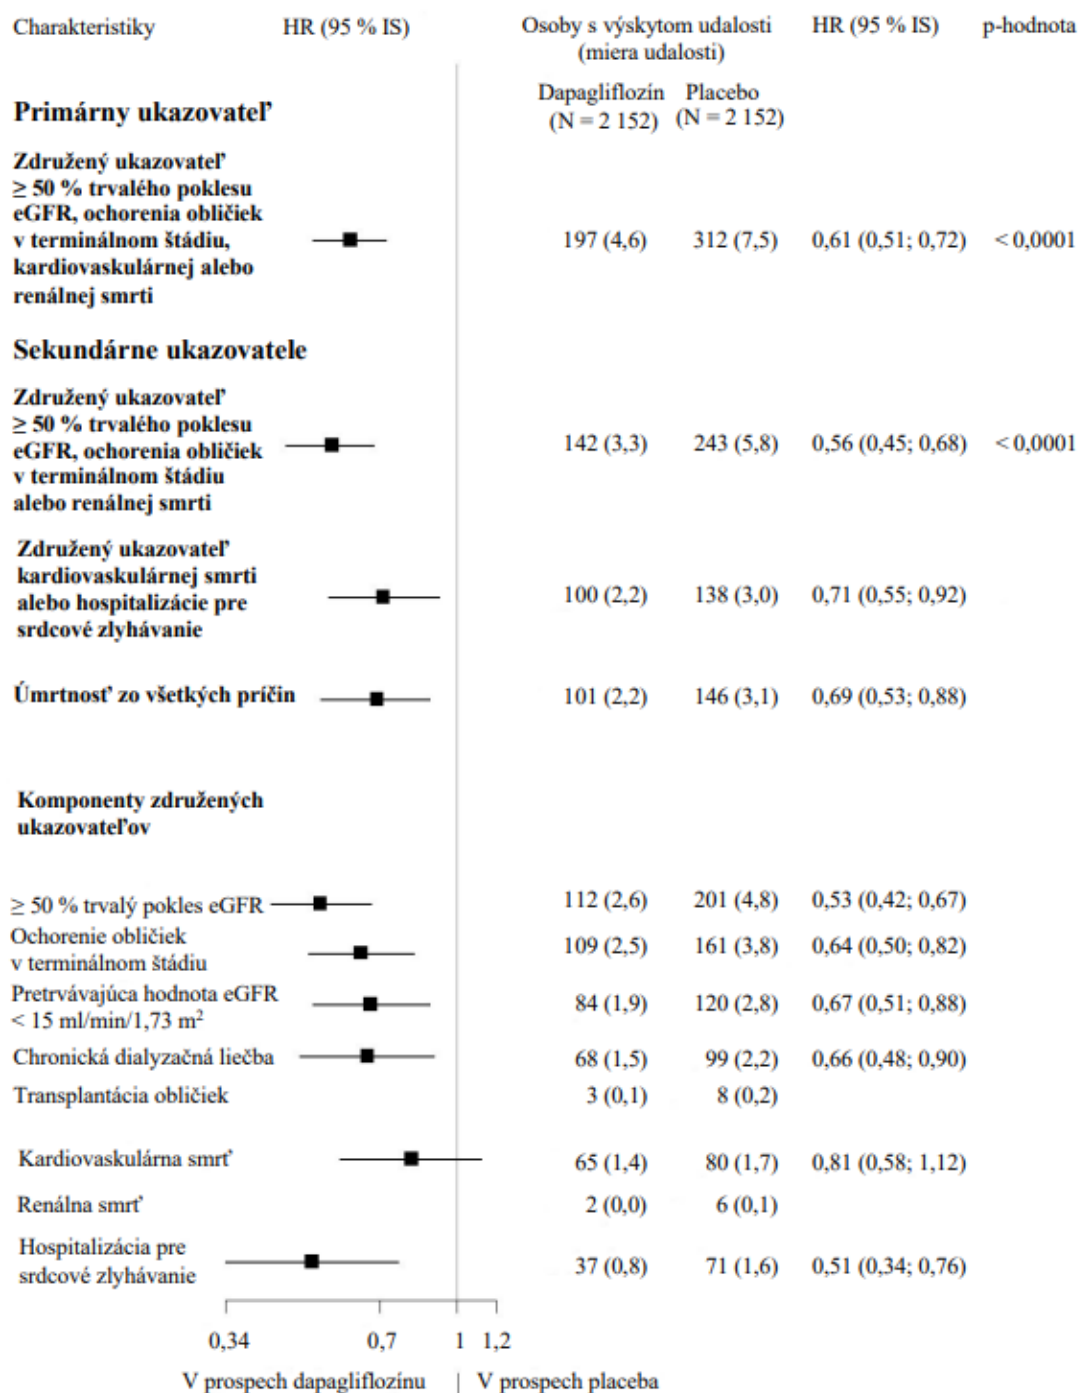 Charakteristiky HR (95 % IS) Osoby s výskytom udalosti HR (95 % IS) p-hodnota
(miera udalosti)
Dapagliflozín Placebo
(N = 2 152) (N = 2 152)
Primárny ukazovateľ
Združený ukazovateľ
≥ 50 % trvalého poklesu
eGFR, ochorenia obličiek
v terminálnom štádiu, 197 (4,6) 312 (7,5) 0,61 (0,51; 0,72) < 0,0001
kardiovaskulárnej alebo
renálnej smrti
Sekundárne ukazovatele
Združený ukazovateľ
≥ 50 % trvalého poklesu
eGFR, ochorenia obličiek 142 (3,3) 243 (5,8) 0,56 (0,45; 0,68) < 0,0001
v terminálnom štádiu
alebo renálnej smrti
Združený ukazovateľ
kardiovaskulárnej smrti
alebo hospitalizácie pre 100 (2,2) 138 (3,0) 0,71 (0,55; 0,92)
srdcové zlyhávanie
Úmrtnosť zo všetkých príčin 101 (2,2) 146 (3,1) 0,69 (0,53; 0,88)
Komponenty združených
ukazovateľov
≥ 50 % trvalý pokles eGFR 112 (2,6) 201 (4,8) 0,53 (0,42; 0,67)
Ochorenie obličiek 109 (2,5) 161 (3,8) 0,64 (0,50; 0,82)
v terminálnom štádiu
Pretrvávajúca hodnota eGFR 84 (1,9) 120 (2,8) 0,67 (0,51; 0,88)
< 15 ml/min/1,73 m²
Chronická dialyzačná liečba 68 (1,5) 99 (2,2) 0,66 (0,48; 0,90)
Transplantácia obličiek 3 (0,1) 8 (0,2)
Kardiovaskulárna smrť 65 (1,4) 80 (1,7) 0,81 (0,58; 1,12)
Renálna smrť 2 (0,0) 6 (0,1)
Hospitalizácia pre 37 (0,8) 71 (1,6) 0,51 (0,34; 0,76)
srdcové zlyhávanie
0,34 0,7 1 1,2
V prospech dapagliflozínu | V prospech placeba